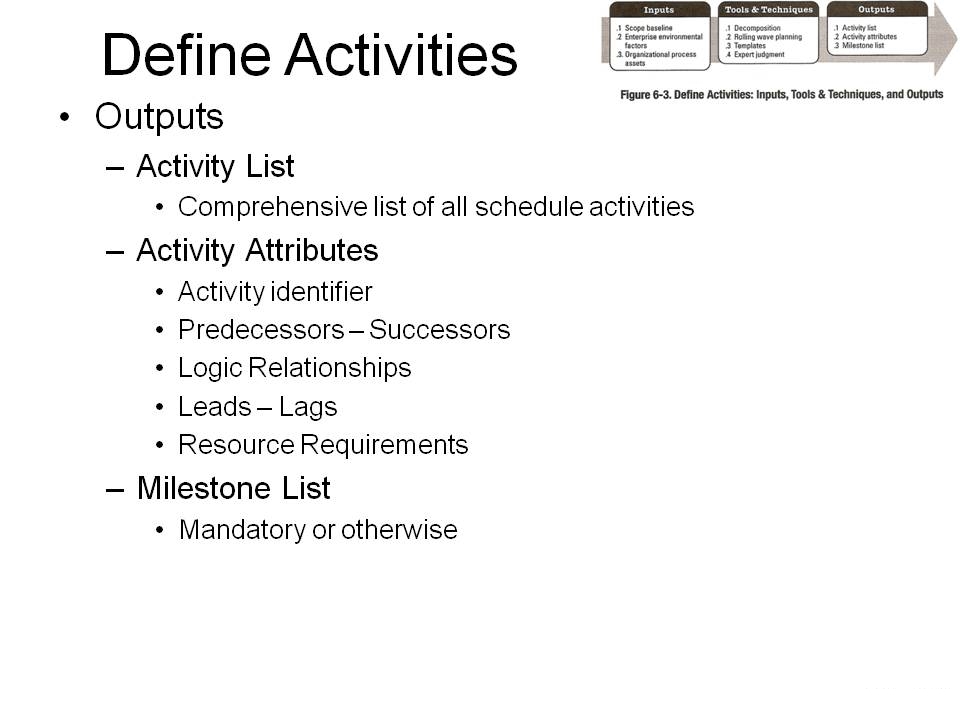 Define Activities
Inputs
.1 Scope baseline
.2 Enterprise environmental
factors
.3. Organizational process
assets
Tools & Techniques
.1 Decomposition
.2 Rolling wave planning
.3 Templates
.4 Expert judgment
Outputs
.1 Activity list
.2 Activity attributes
.3 Milestone list
Figure 6-3. Define Activities: Inputs, Tools & Techniques, and Outputs
• Outputs
– Activity List
• Comprehensive list of all schedule activities
– Activity Attributes
• Activity identifier
• Predecessors – Successors
• Logic Relationships
• Leads – Lags
• Resource Requirements
– Milestone List
• Mandatory or otherwise